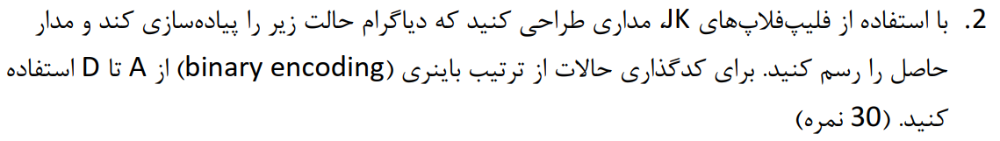 2. با استفاده از فلیپ‌فلاپ‌های JK، مداری طراحی کنید که دیاگرام حالت زیر را پیاده‌سازی کند و مدار
حاصل را رسم کنید. برای کدگذاری حالات از ترتیب باینری (binary encoding) از A تا D استفاده
کنید. (30 نمره)